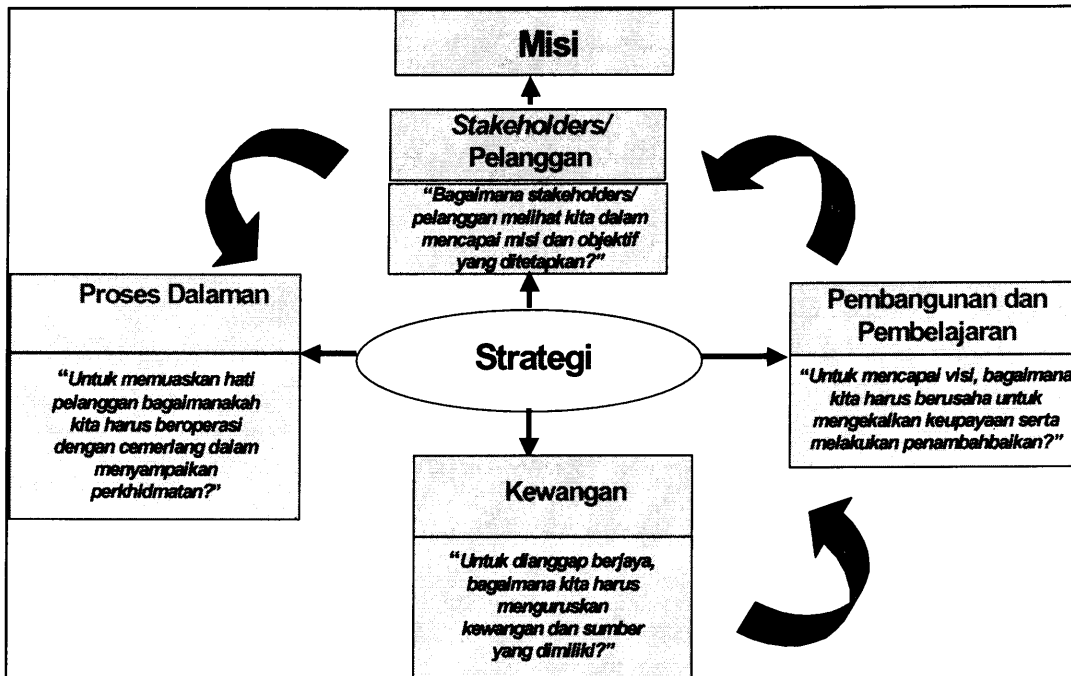 Misi
Stakeholders/
Pelanggan
“Bagaimana stakeholders/
pelanggan melihat kita dalam
mencapai misi dan objektif
yang ditetapkan?”
Proses Dalaman
“Untuk memuaskan hati
pelanggan bagaimanakah
kita harus beroperasi
dengan cemerlang dalam
menyampaikan
perkhidmatan?”
Strategi
Pembangunan dan
Pembelajaran
“Untuk mencapai visi, bagaimana
kita harus berusaha untuk
mengekalkan keupayaan serta
melakukan penambahbaikan?”
Kewangan
“Untuk dianggap berjaya,
bagaimana kita harus
menguruskan
kewangan dan sumber
yang dimiliki?”